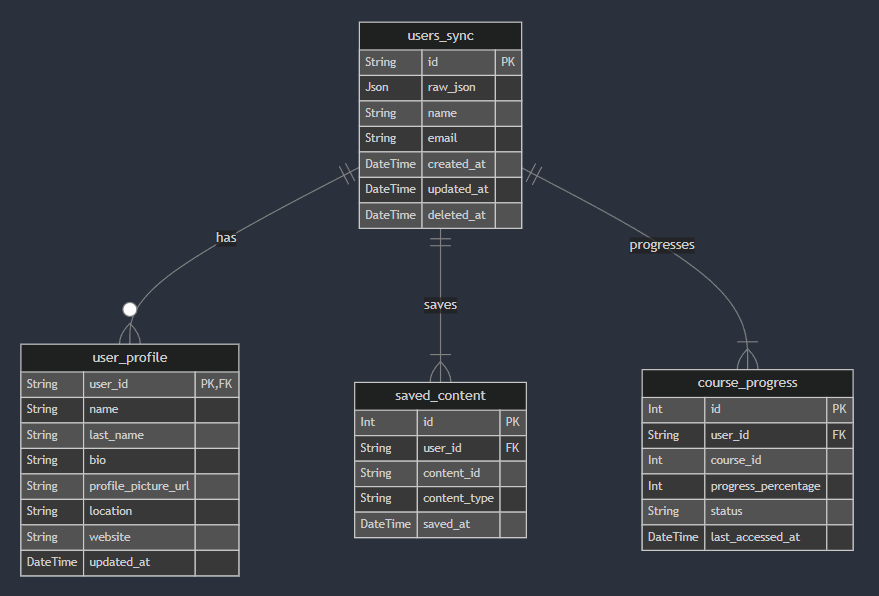 users_sync
String id PK
Json raw_json
String name
String email
DateTime created_at
DateTime updated_at
DateTime deleted_at
has
saves
progresses
user_profile
String user_id PK,FK
String name
String last_name
String bio
String profile_picture_url
String location
String website
DateTime updated_at
saved_content
Int id PK
String user_id FK
String content_id
String content_type
DateTime saved_at
course_progress
Int id PK
String user_id FK
Int course_id
Int progress_percentage
String status
DateTime last_accessed_at